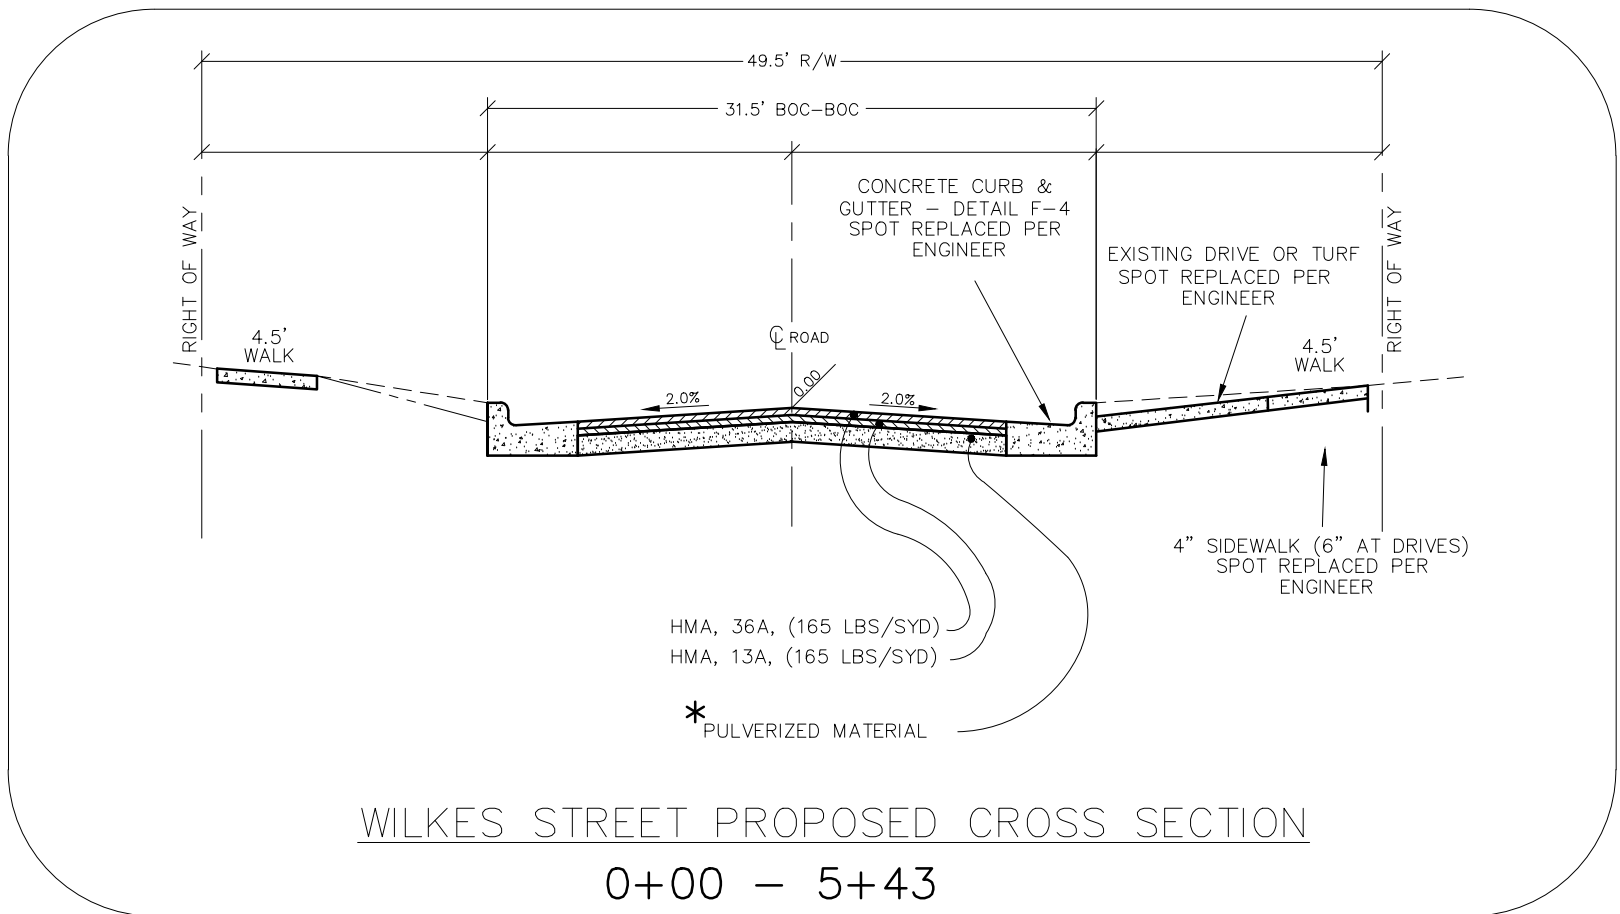 49.5' R/W
31.5' BOC-BOC
CONCRETE CURB &
GUTTER - DETAIL F-4
SPOT REPLACED PER
ENGINEER
EXISTING DRIVE OR TURF
SPOT REPLACED PER
ENGINEER
RIGHT OF WAY
RIGHT OF WAY
4.5'
WALK
CL ROAD
4.5'
WALK
0.00
2.0%
2.0%
4" SIDEWALK (6" AT DRIVES)
SPOT REPLACED PER
ENGINEER
HMA, 36A, (165 LBS/SYD)
HMA, 13A, (165 LBS/SYD)
*PULVERIZED MATERIAL
WILKES STREET PROPOSED CROSS SECTION
0+00 - 5+43